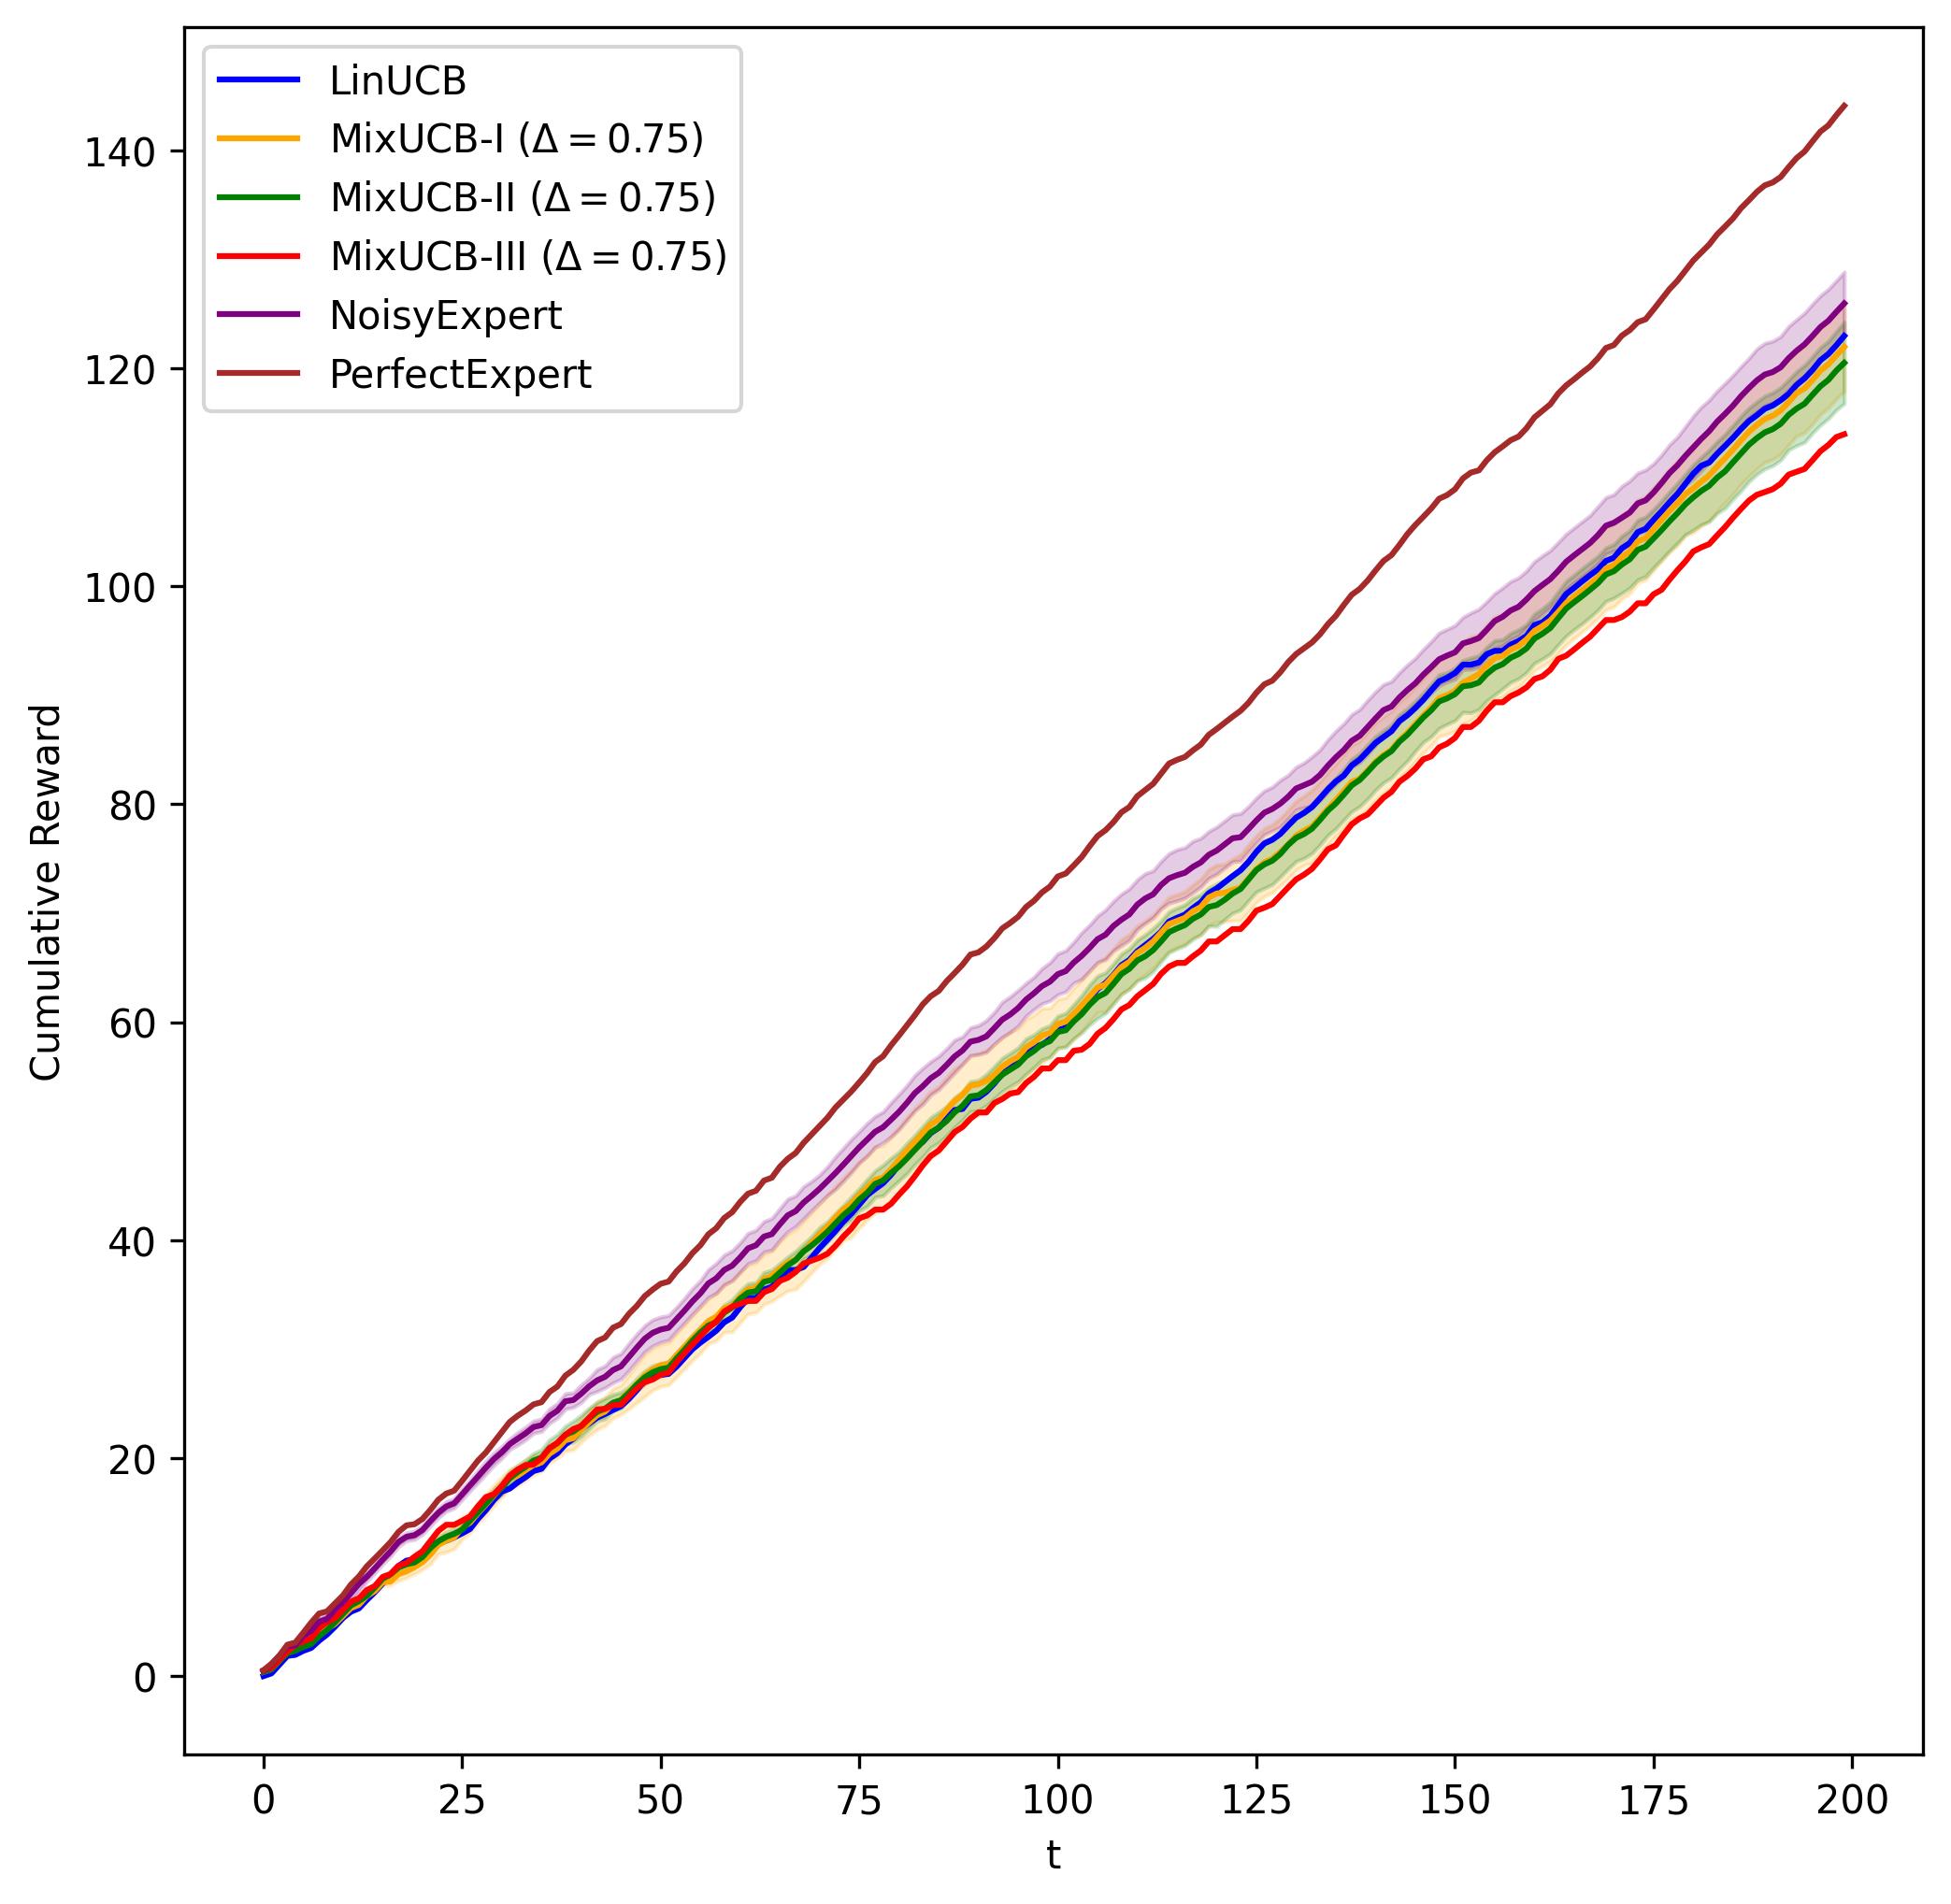 LinUCB
MixUCB-I (Δ = 0.75)
MixUCB-II (Δ = 0.75)
MixUCB-III (Δ = 0.75)
NoisyExpert
PerfectExpert
140
120
100
80
60
40
20
0
Cumulative Reward
0 25 50 75 100 125 150 175 200
t